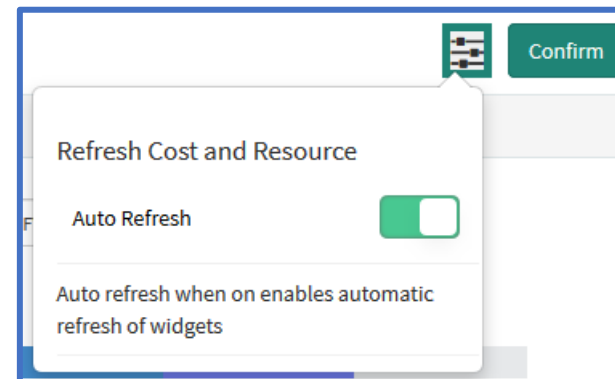 Confirm
Refresh Cost and Resource
F
Auto Refresh
Auto refresh when on enables automatic
refresh of widgets